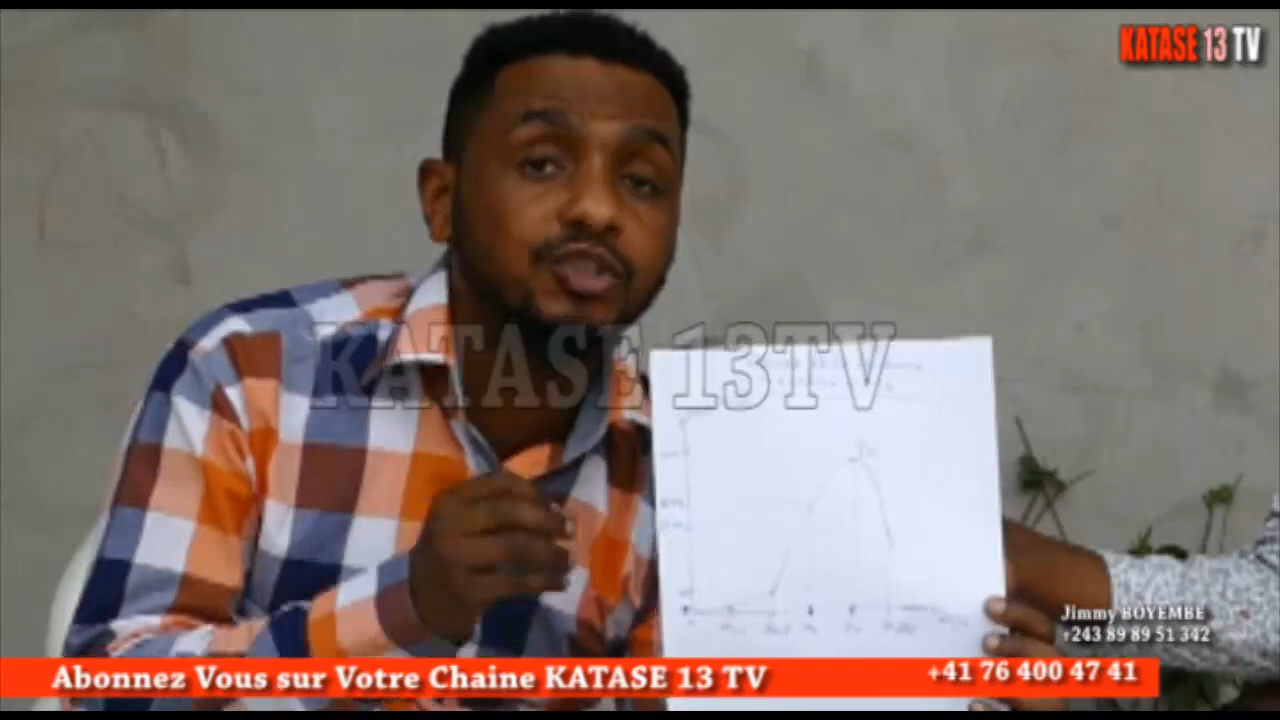 KATASE 13 TV
KATASE 13TV
Jimmy BOYEMBE
+243 89 89 51 342
Abonnez Vous sur Votre Chaine KATASE 13 TV
+41 76 400 47 41